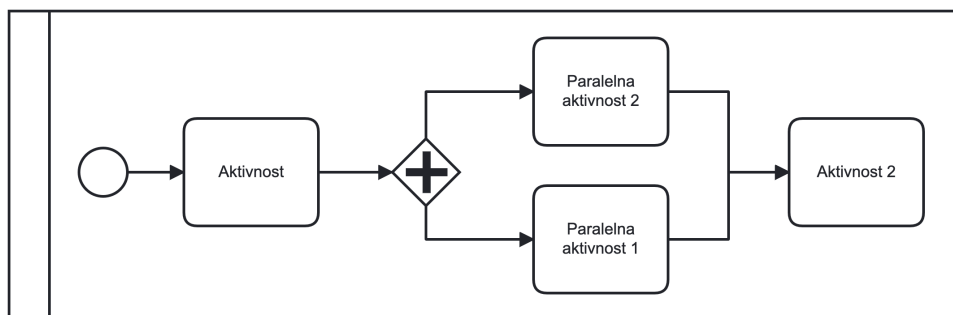 Aktivnost
Paralelna
aktivnost 2
Paralelna
aktivnost 1
Aktivnost 2